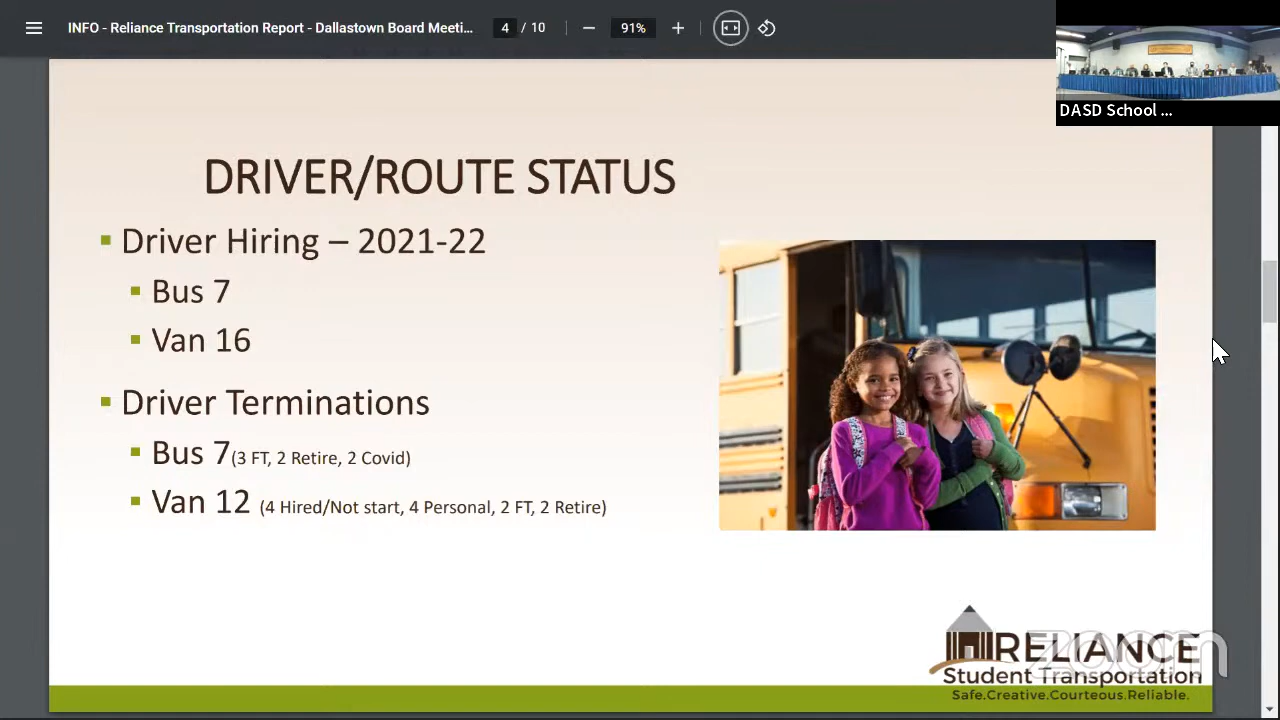 INFO - Reliance Transportation Report - Dallastown Board Meeti... 4 / 10 91%
DASD School ...
DRIVER/ROUTE STATUS
Driver Hiring – 2021-22
Bus 7
Van 16
Driver Terminations
Bus 7(3 FT, 2 Retire, 2 Covid)
Van 12 (4 Hired/Not start, 4 Personal, 2 FT, 2 Retire)
RELIANCE
zoom
Student Transportation
Safe.Creative.Courteous.Reliable.